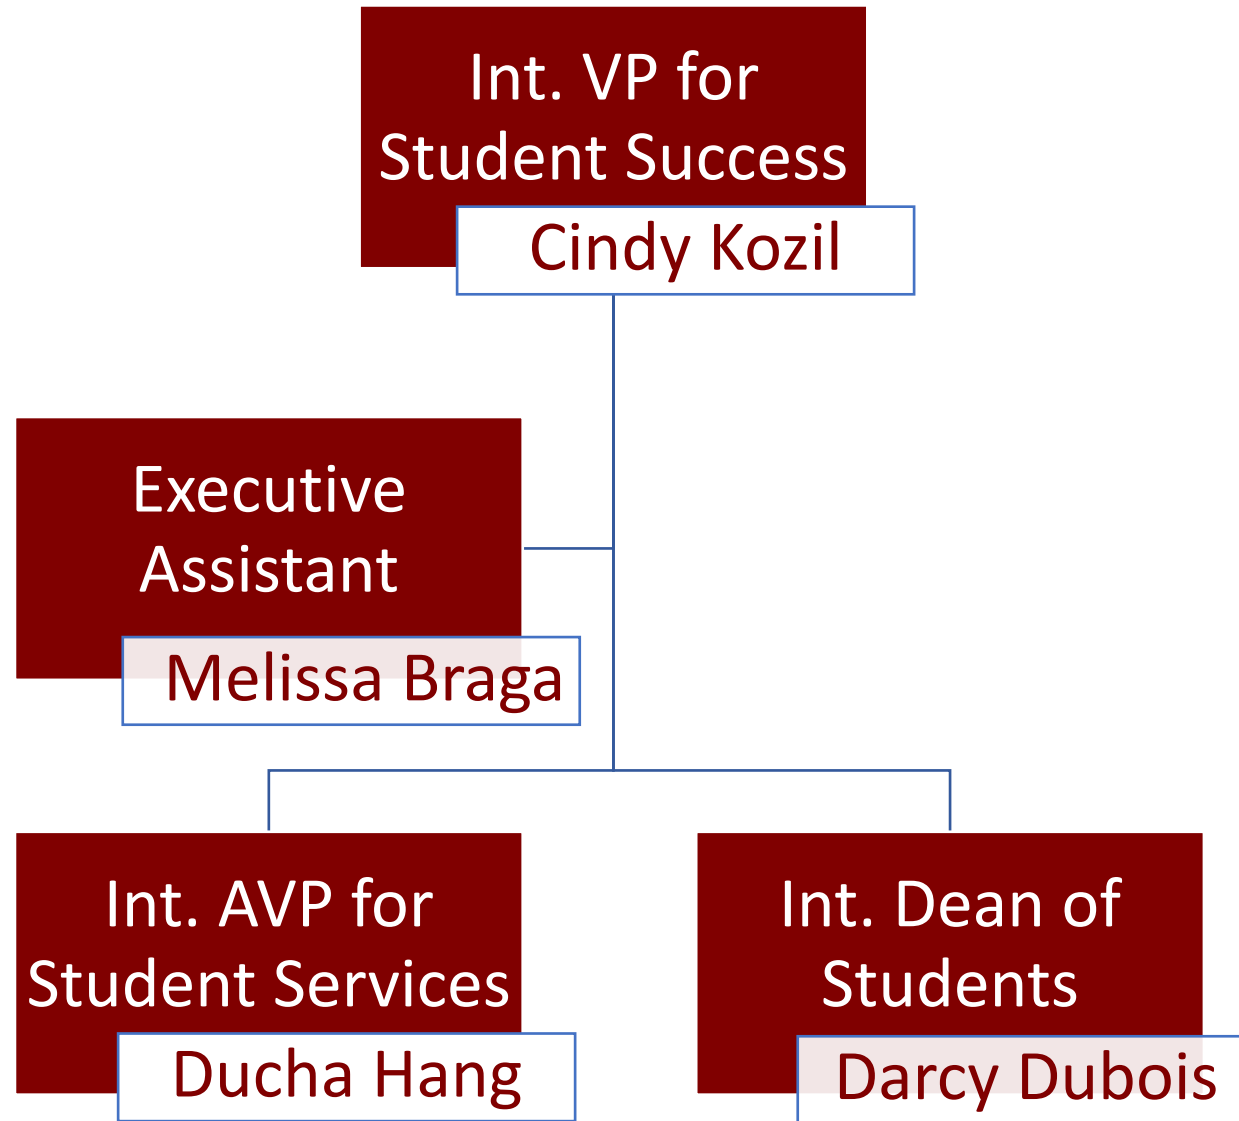 Int. VP for
Student Success
Cindy Kozil
Executive
Assistant
Melissa Braga
Int. AVP for
Student Services
Ducha Hang
Int. Dean of
Students
Darcy Dubois